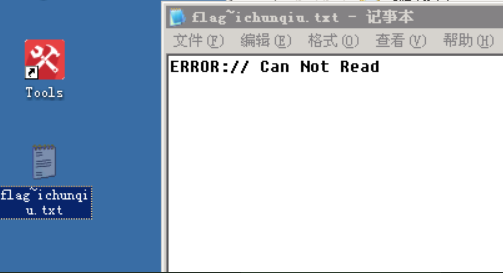 flag~ichunqiu.txt - 记事本
文件(F) 编辑(E) 格式(O) 查看(V) 帮助(H)
ERROR:// Can Not Read
Tools
flag~ichunqi
u.txt